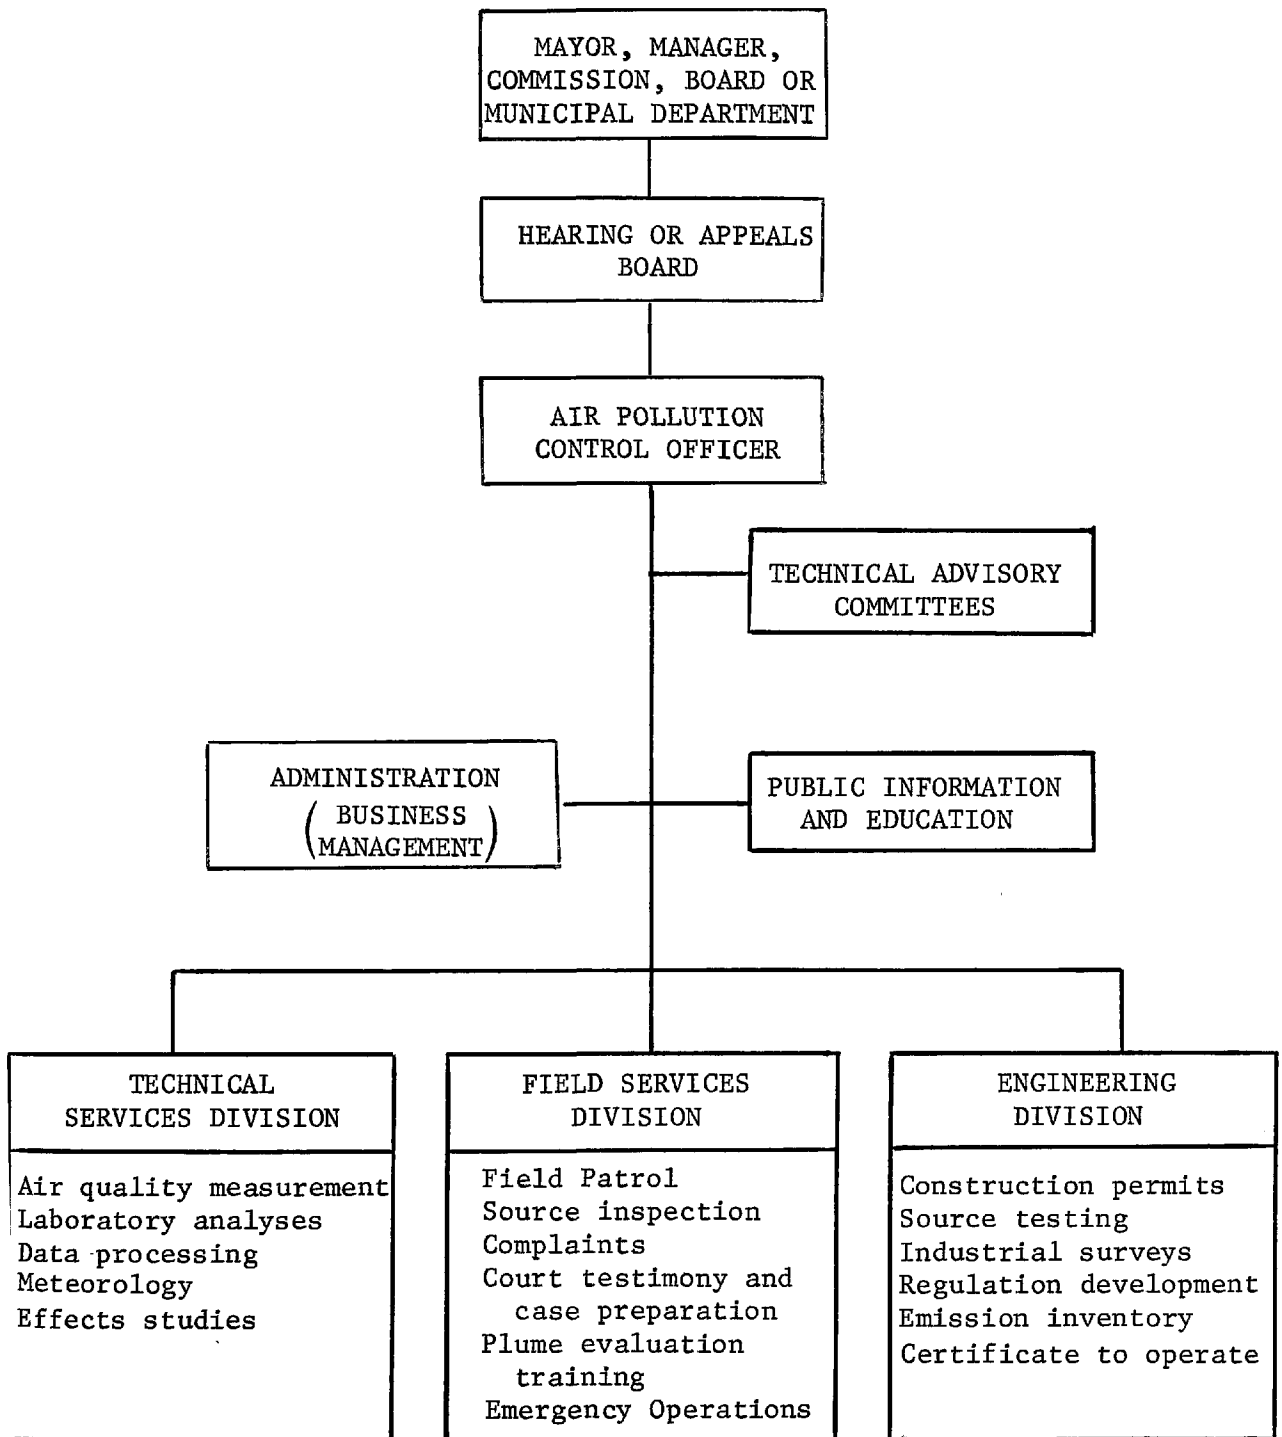 MAYOR, MANAGER,
COMMISSION, BOARD OR
MUNICIPAL DEPARTMENT
HEARING OR APPEALS
BOARD
AIR POLLUTION
CONTROL OFFICER
TECHNICAL ADVISORY
COMMITTEES
ADMINISTRATION
(BUSINESS
MANAGEMENT)
PUBLIC INFORMATION
AND EDUCATION
TECHNICAL
SERVICES DIVISION
Air quality measurement
Laboratory analyses
Data processing
Meteorology
Effects studies
FIELD SERVICES
DIVISION
Field Patrol
Source inspection
Complaints
Court testimony and
case preparation
Plume evaluation
training
Emergency Operations
ENGINEERING
DIVISION
Construction permits
Source testing
Industrial surveys
Regulation development
Emission inventory
Certificate to operate